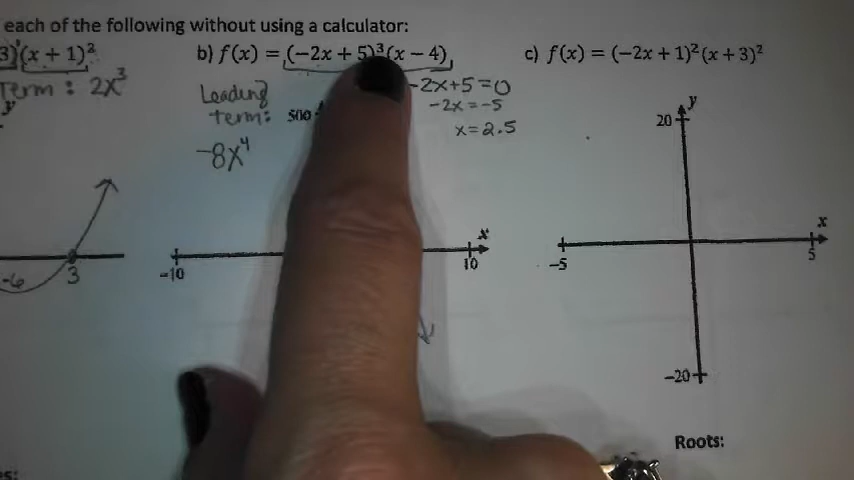 each of the following without using a calculator:
3)¹(x + 1)²
Term : 2x³
y
-6
3
b) f(x) = (−2x + 5)³(x − 4)
Leading
term:
-8x⁴
-2x+5=0
-2x=-5
x=2.5
500
-10
x
10
c) f(x) = (−2x + 1)²(x + 3)²
y
20
x
-5
5
-20
Roots: